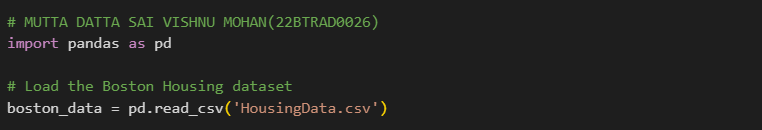 # MUTTA DATTA SAI VISHNU MOHAN(22BTRAD0026)
import pandas as pd
# Load the Boston Housing dataset
boston_data = pd.read_csv('HousingData.csv')